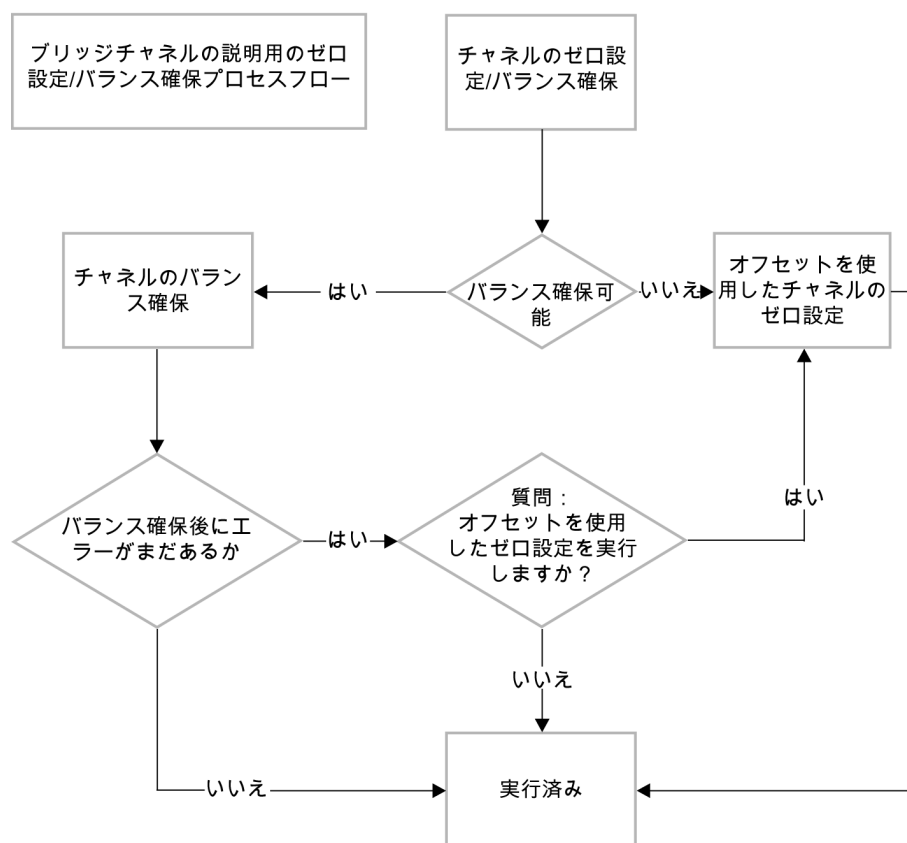 ブリッジチャネルの説明用のゼロ
設定/バランス確保プロセスフロー
チャネルのゼロ設
定/バランス確保
チャネルのバラン
ス確保
はい
バランス確保可
能
いいえ
オフセットを使
用したチャネルの
ゼロ設定
バランス確保後にエ
ラーがまだあるか
はい
質問：
オフセットを使用
したゼロ設定を実行
しますか？
はい
いいえ
いいえ
実行済み